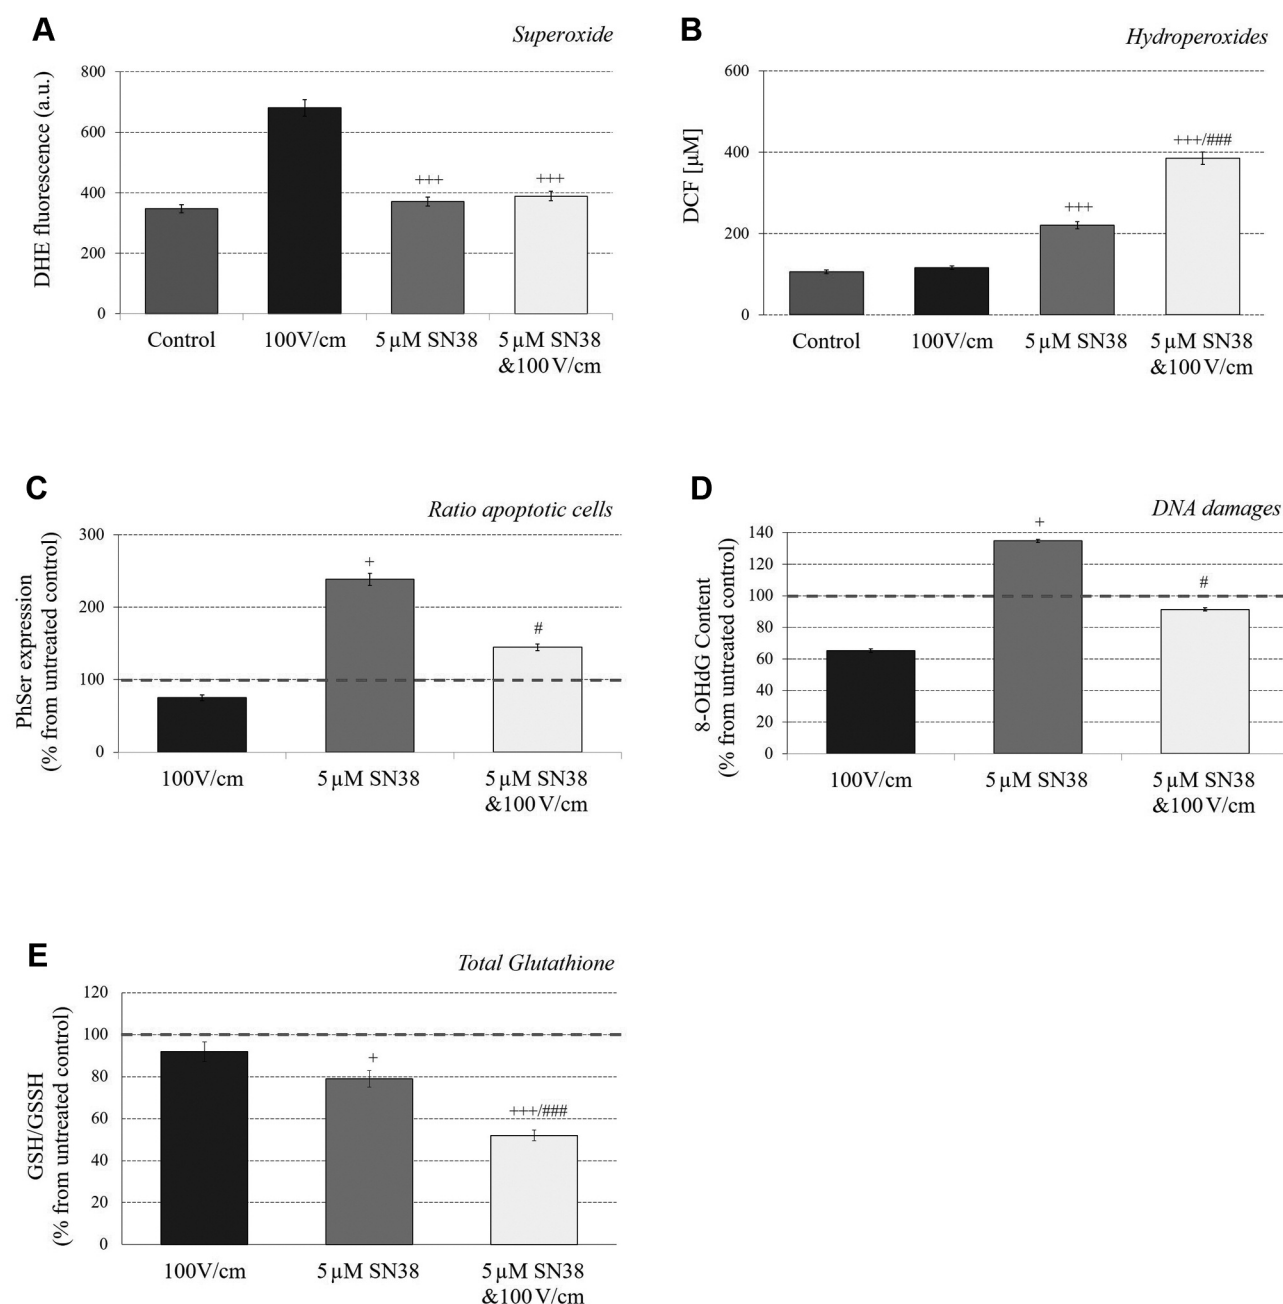 A
Superoxide
DHE fluorescence (a.u.)
800
600
400
200
0
+++
+++
Control
100V/cm
5 µM SN38
5 µM SN38
&100 V/cm
B
Hydroperoxides
DCF [µM]
600
400
200
0
+++
+++/###
Control
100V/cm
5 µM SN38
5 µM SN38
&100 V/cm
C
Ratio apoptotic cells
PhSer expression
(% from untreated control)
300
200
100
0
+
#
100V/cm
5 µM SN38
5 µM SN38
&100 V/cm
D
DNA damages
8-OHdG Content
(% from untreated control)
140
120
100
80
60
40
20
0
+
#
100V/cm
5 µM SN38
5 µM SN38
&100 V/cm
E
Total Glutathione
GSH/GSSH
(% from untreated control)
120
100
80
60
40
20
0
+
+++/###
100V/cm
5 µM SN38
5 µM SN38
&100 V/cm